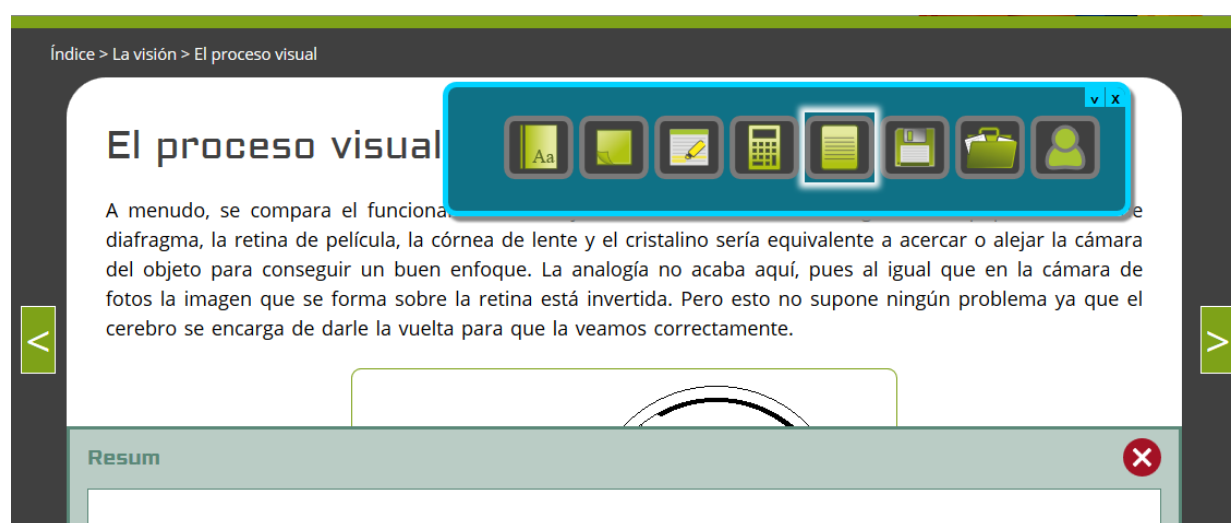 Índice > La visión > El proceso visual
v X
El proceso visual
Aa
A menudo, se compara el
diafragma, la retina de película, la córnea de lente y el cristalino sería equivalente a acercar o alejar la cámara
del objeto para conseguir un buen enfoque. La analogía no acaba aquí, pues al igual que en la cámara de
fotos la imagen que se forma sobre la retina está invertida. Pero esto no supone ningún problema ya que el
cerebro se encarga de darle la vuelta para que la veamos correctamente.
<
>
Resum